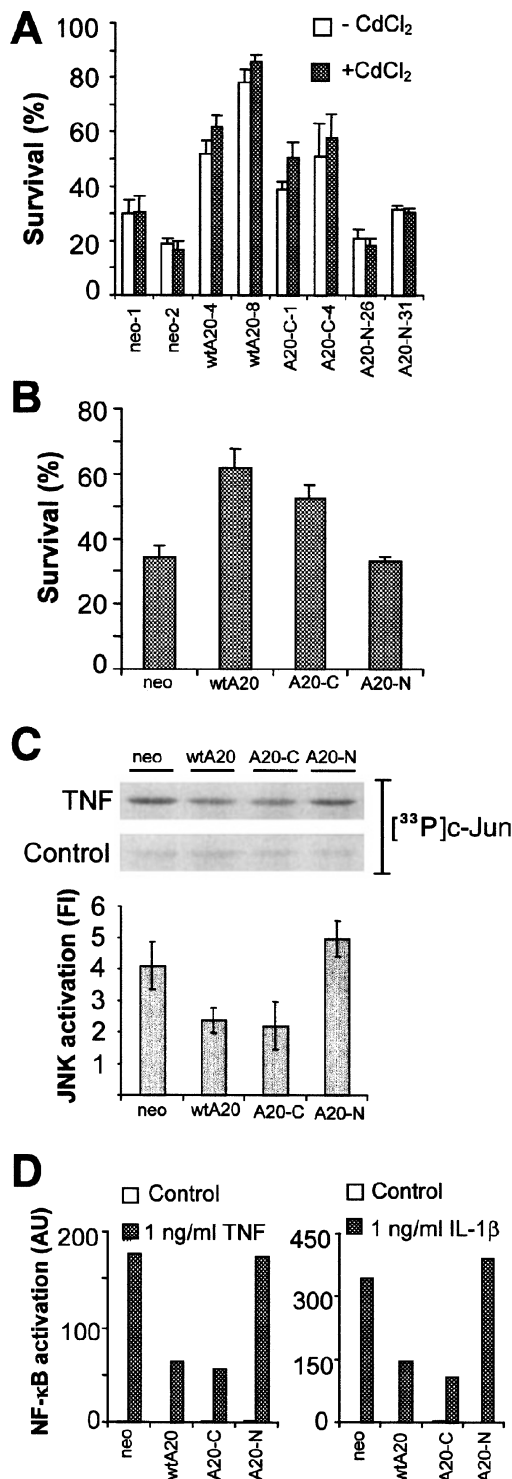 A
- CdCl₂
+CdCl₂
Survival (%)
100
80
60
40
20
0
neo-1
neo-2
wtA20-4
wtA20-8
A20-C-1
A20-C-4
A20-N-26
A20-N-31
B
Survival (%)
80
60
40
20
0
neo
wtA20
A20-C
A20-N
C
neo wtA20 A20-C A20-N
TNF
Control
[³³P]c-Jun
JNK activation (FI)
6
5
4
3
2
1
neo
wtA20
A20-C
A20-N
D
Control
1 ng/ml TNF
NF-κB activation (AU)
200
100
0
neo
wtA20
A20-C
A20-N
Control
1 ng/ml IL-1β
450
300
150
0
neo
wtA20
A20-C
A20-N